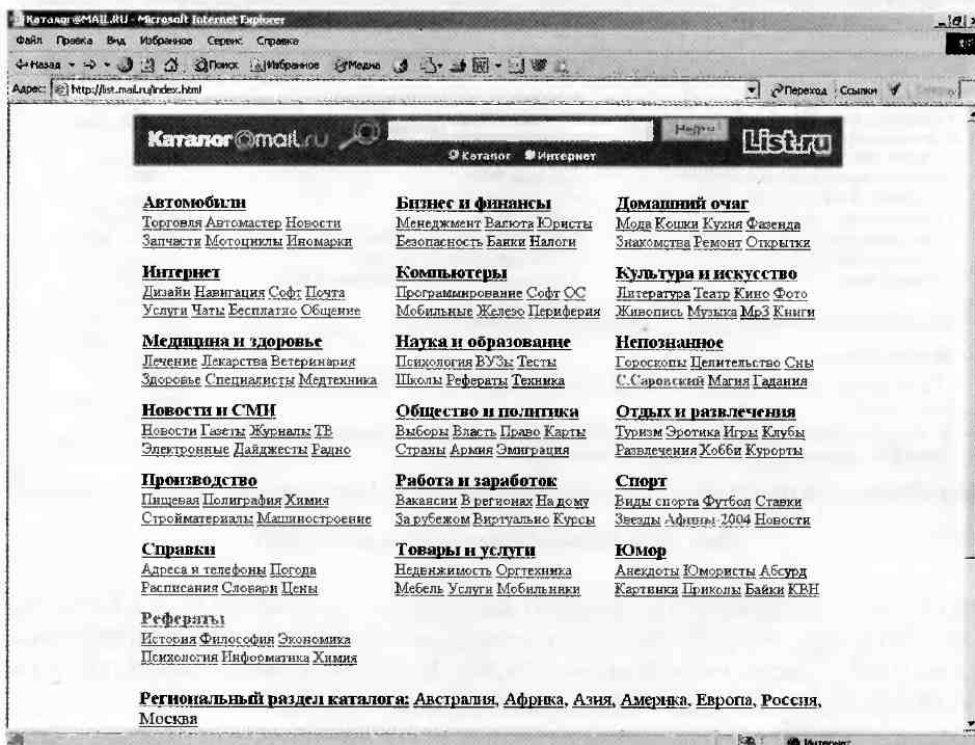 Каталог@MAIL.RU - Microsoft Internet Explorer
Файл Правка Вид Избранное Сервис Справка
Назад Поиск Избранное Медиа
Адрес: http://list.mail.ru/index.html Переход Ссылки
Каталог@mail.ru List.ru
Каталог Интернет
Автомобили Бизнес и финансы Домашний очаг
Торговля Автомастер Новости Менеджмент Валюта Юристы Мода Кошки Кухня Фазенда
Запчасти Мотоциклы Иномарки Безопасность Банки Налоги Знакомства Ремонт Открытки
Интернет Компьютеры Культура и искусство
Дизайн Навигация Софт Почта Программирование Софт ОС Литература Театр Кино Фото
Услуги Чаты Бесплатно Общение Мобильные Железо Периферия Живопись Музыка Mp3 Книги
Медицина и здоровье Наука и образование Непознанное
Лечение Лекарства Ветеринария Психология ВУЗы Тесты Гороскопы Целительство Сны
Здоровье Специалисты Медтехника Школы Рефераты Техника С.Саровский Магия Гадания
Новости и СМИ Общество и политика Отдых и развлечения
Новости Газеты Журналы ТВ Выборы Власть Право Карты Туризм Эротика Игры Клубы
Электронные Дайджесты Радио Страны Армия Эмиграция Развлечения Хобби Курорты
Производство Работа и заработок Спорт
Пищевая Полиграфия Химия Вакансии В регионах На дому Виды спорта Футбол Ставки
Стройматериалы Машиностроение За рубежом Виртуально Курсы Звезды Афины-2004 Новости
Справки Товары и услуги Юмор
Адреса и телефоны Погода Недвижимость Оргтехника Анекдоты Юмористы Абсурд
Расписания Словари Цены Мебель Услуги Мобильники Картинки Приколы Байки КВН
Рефераты
История Философия Экономика
Психология Информатика Химия
Региональный раздел каталога: Австралия, Африка, Азия, Америка, Европа, Россия,
Москва
Интернет